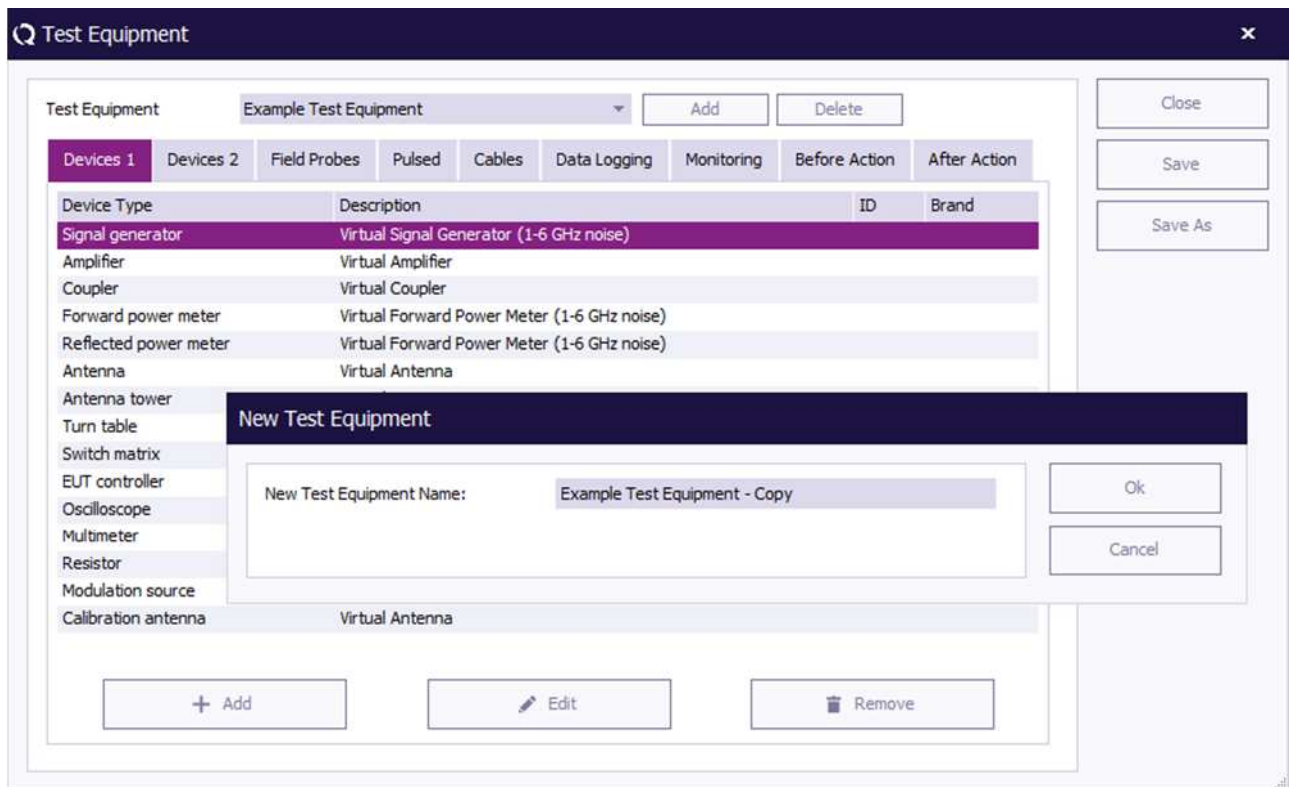 Test Equipment
Test Equipment Example Test Equipment Add Delete Close
Devices 1 Devices 2 Field Probes Pulsed Cables Data Logging Monitoring Before Action After Action Save
Device Type Description ID Brand
Save As
Signal generator Virtual Signal Generator (1-6 GHz noise)
Amplifier Virtual Amplifier
Coupler Virtual Coupler
Forward power meter Virtual Forward Power Meter (1-6 GHz noise)
Reflected power meter Virtual Forward Power Meter (1-6 GHz noise)
Antenna Virtual Antenna
Antenna tower
Turn table
Switch matrix
EUT controller
Oscilloscope
Multimeter
Resistor
Modulation source
Calibration antenna Virtual Antenna
New Test Equipment
New Test Equipment Name: Example Test Equipment - Copy
Ok
Cancel
+ Add Edit Remove